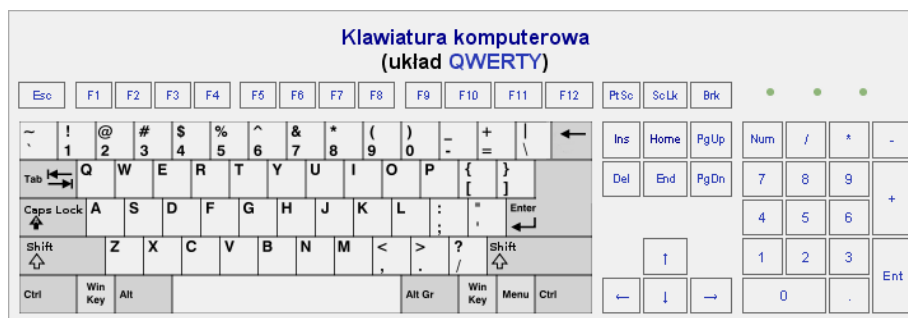 Klawiatura komputerowa
(układ QWERTY)
Esc F1 F2 F3 F4 F5 F6 F7 F8 F9 F10 F11 F12 PtSc ScLk Brk
~ ! @ # $ % ^ & * ( ) _ + |
` 1 2 3 4 5 6 7 8 9 0 - = \ ← Ins Home PgUp Num / * -
Tab Q W E R T Y U I O P { }
[ ] Del End PgDn 7 8 9 +
Caps Lock A S D F G H J K L : " Enter
; ' 4 5 6
Shift Z X C V B N M < > ? Shift
, . / ↑ 1 2 3 Ent
Ctrl Win Key Alt Alt Gr Win Key Menu Ctrl ← ↓ → 0 .